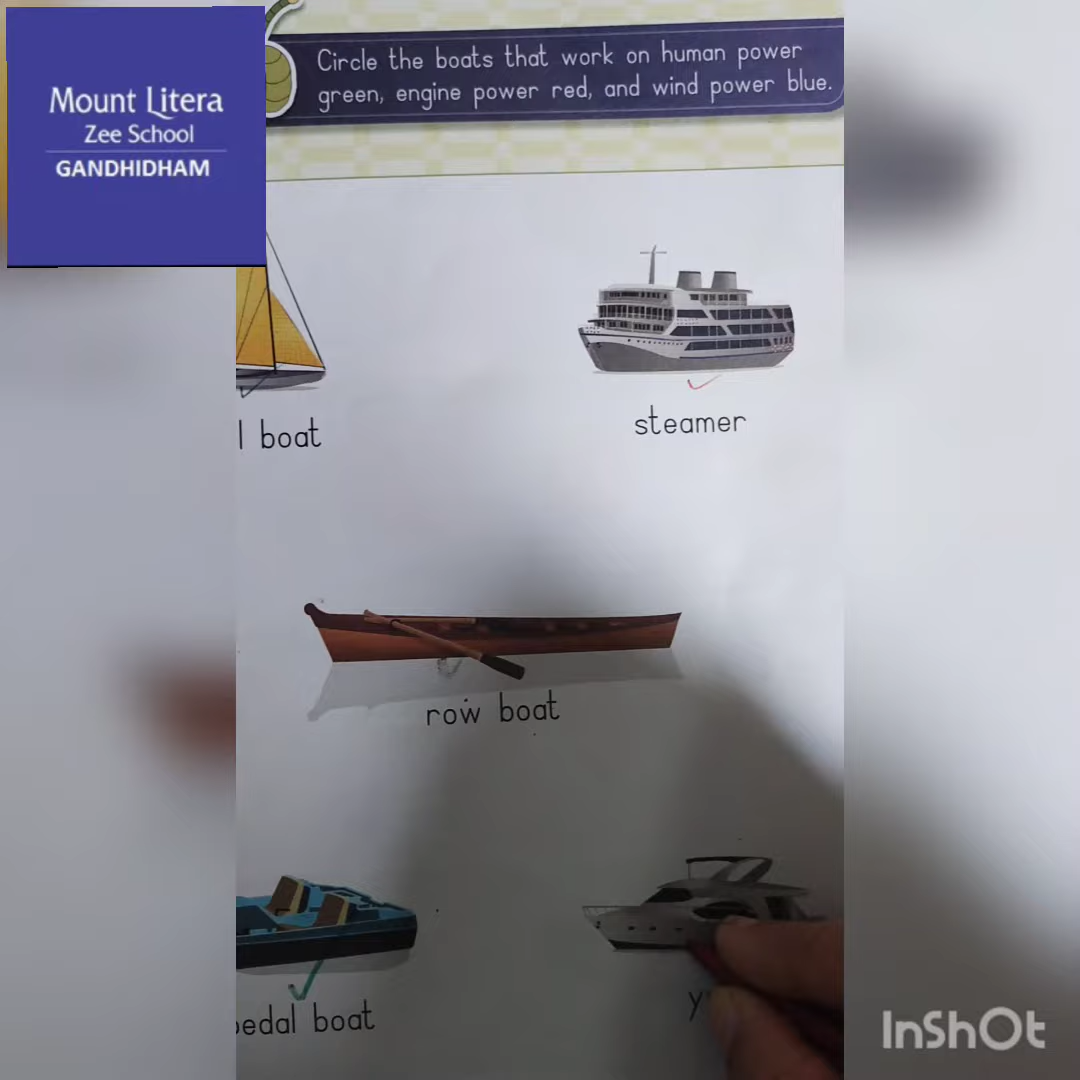 Mount Litera
Zee School
GANDHIDHAM
Circle the boats that work on human power
green, engine power red, and wind power blue.
l boat
steamer
row boat
pedal boat
InShOt